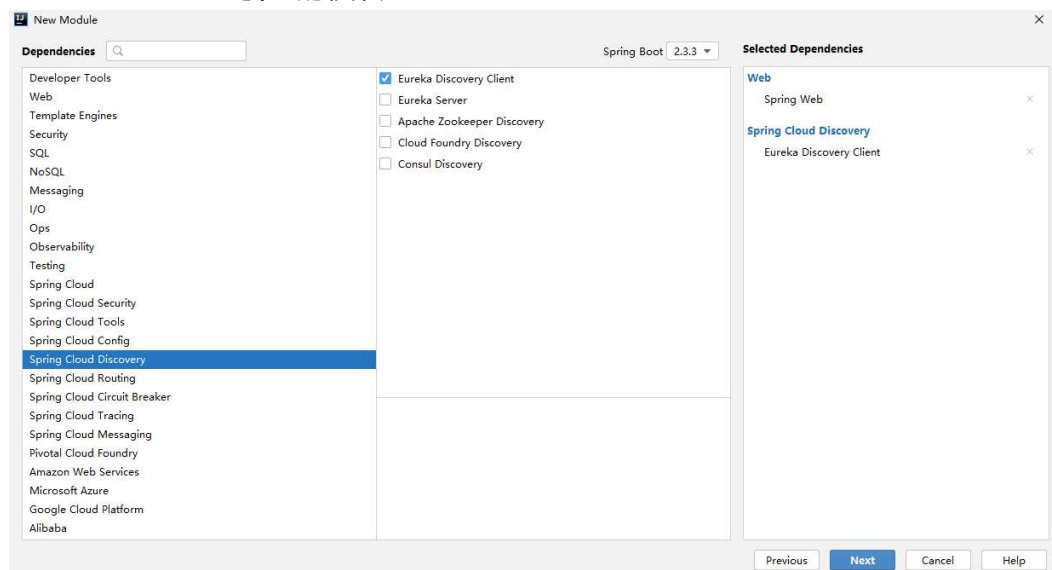 New Module
Dependencies
Spring Boot 2.3.3
Selected Dependencies
Developer Tools
Web
Template Engines
Security
SQL
NoSQL
Messaging
I/O
Ops
Observability
Testing
Spring Cloud
Spring Cloud Security
Spring Cloud Tools
Spring Cloud Config
Spring Cloud Discovery
Spring Cloud Routing
Spring Cloud Circuit Breaker
Spring Cloud Tracing
Spring Cloud Messaging
Pivotal Cloud Foundry
Amazon Web Services
Microsoft Azure
Google Cloud Platform
Alibaba
Eureka Discovery Client
Eureka Server
Apache Zookeeper Discovery
Cloud Foundry Discovery
Consul Discovery
Web
Spring Web
Spring Cloud Discovery
Eureka Discovery Client
Previous
Next
Cancel
Help